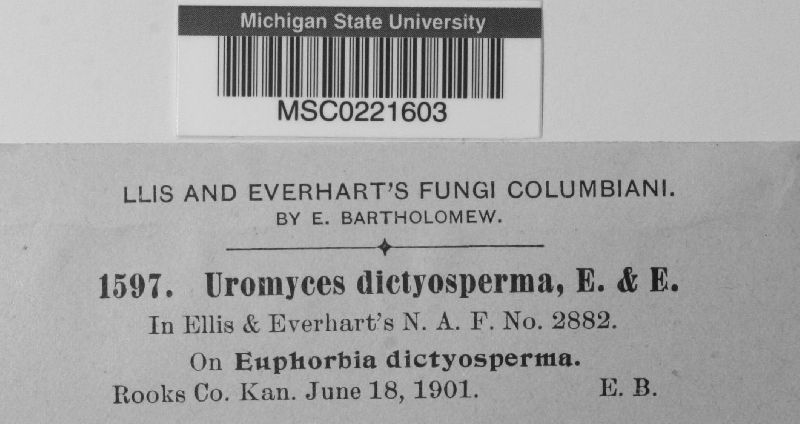 Michigan State University
MSC0221603
LLIS AND EVERHART'S FUNGI COLUMBIANI.
BY E. BARTHOLOMEW.
1597. Uromyces dictyosperma, E. & E.
In Ellis & Everhart's N. A. F. No. 2882.
On Euphorbia dictyosperma.
Rooks Co. Kan. June 18, 1901. E. B.